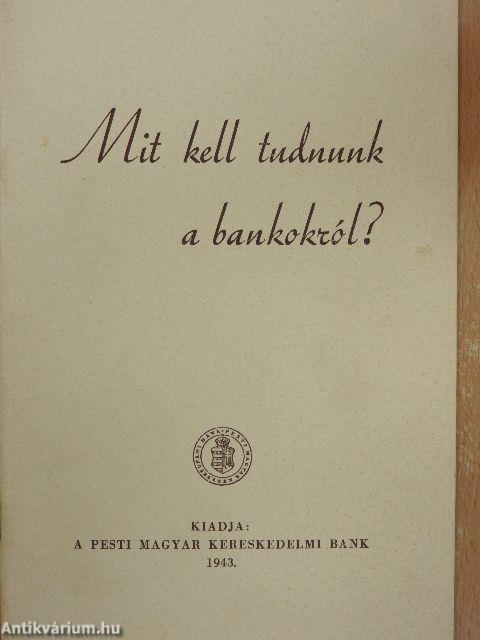 Mit kell tudnunk
a bankokról?
KIADJA:
A PESTI MAGYAR KERESKEDELMI BANK
1943.
Antikvárium.hu